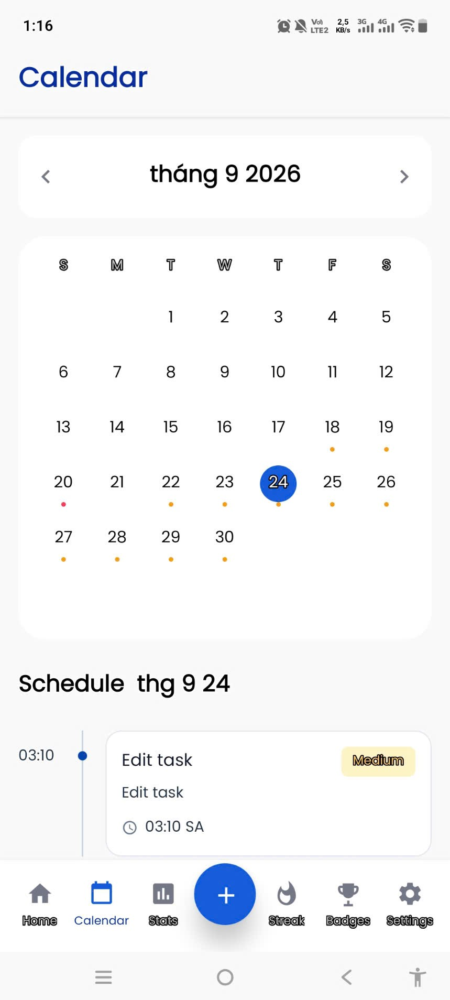 1:16
Vo) 2,5 3G 4G
LTE2 KB/s
Calendar
tháng 9 2026
S M T W T F S
1 2 3 4 5
6 7 8 9 10 11 12
13 14 15 16 17 18 19
20 21 22 23 24 25 26
27 28 29 30
Schedule thg 9 24
03:10
Edit task Medium
Edit task
03:10 SA
Home Calendar Stats Streak Badges Settings